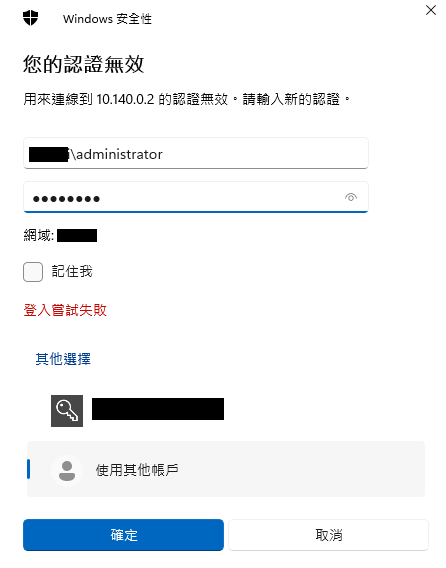 Windows 安全性
您的認證無效
用來連線到 10.140.0.2 的認證無效。請輸入新的認證。
\administrator
網域:
記住我
登入嘗試失敗
其他選擇
使用其他帳戶
確定
取消